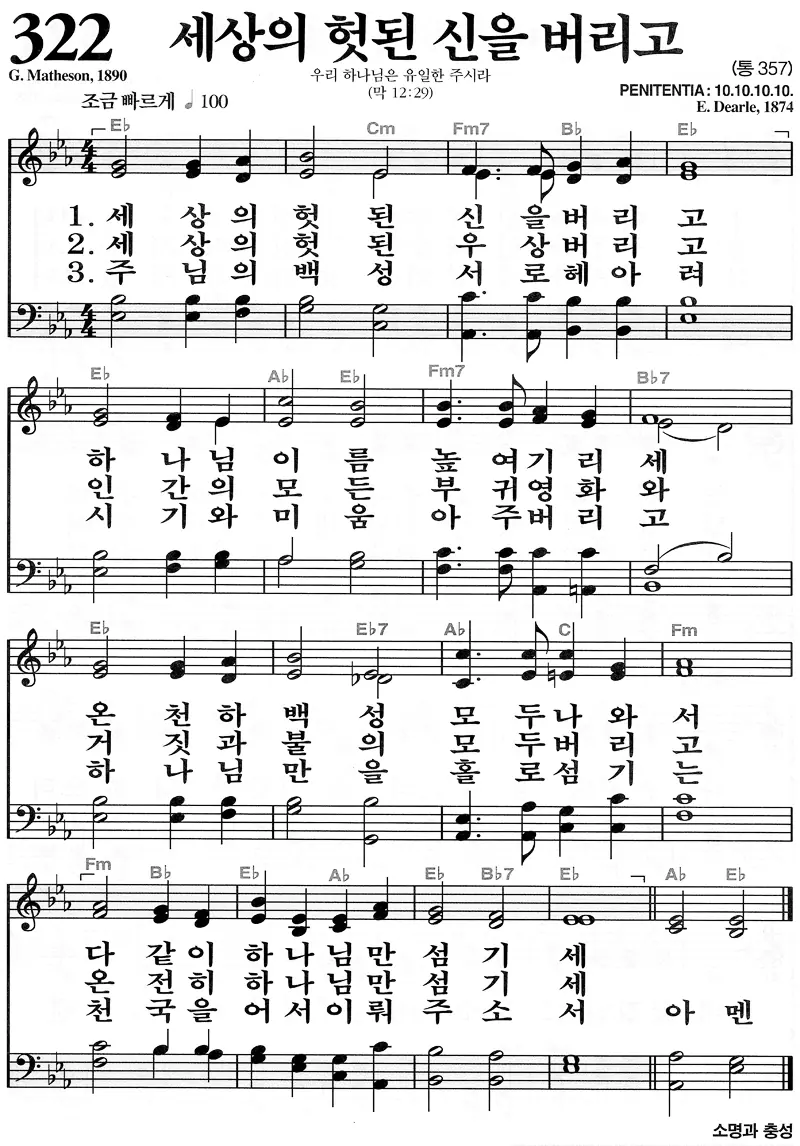 322 세상의 헛된 신을 버리고
G. Matheson, 1890
우리 하나님은 유일한 주시라
(막 12:29)
(통 357)
PENITENTIA : 10.10.10.10.
E. Dearle, 1874
조금 빠르게 ♩100
E♭ Cm Fm7 B♭ E♭
1. 세 상 의 헛 된 신 을 버 리 고
2. 세 상 의 헛 된 우 상 버 리 고
3. 주 님 의 백 성 서 로 헤 아 려
E♭ A♭ E♭ Fm7 B♭7
하 나 님 이 름 높 여 기 리 세
인 간 의 모 든 부 귀 영 화 와
시 기 와 미 움 아 주 버 리 고
E♭ E♭7 A♭ C Fm
온 천 하 백 성 모 두 나 와 서
거 짓 과 불 의 모 두 버 리 고
하 나 님 만 을 홀 로 섬 기 는
Fm B♭ E♭ A♭ E♭ B♭7 E♭ A♭ E♭
다 같 이 하 나 님 만 섬 기 세
온 전 히 하 나 님 만 섬 기 세
천 국 을 어 서 이 뤄 주 소 서 아 멘
소명과 충성